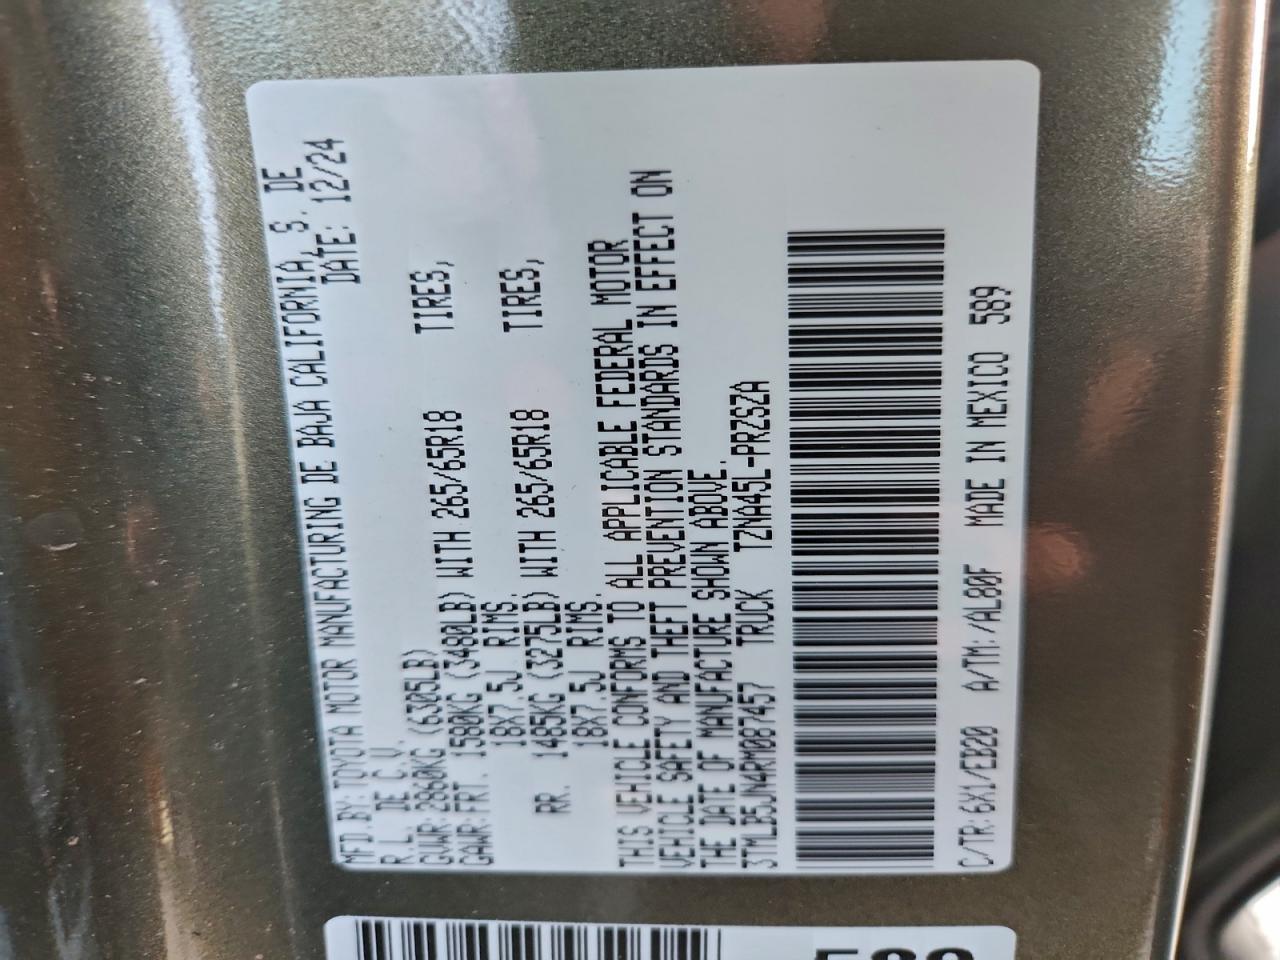 MFD.BY: TOYOTA MOTOR MANUFACTURING DE BAJA CALIFORNIA, S. DE
R.L. DE C.V. DATE: 12/24
GVWR: 2860KG (6305LB)
GAWR: FRT. 1580KG (3480LB) WITH 265/65R18 TIRES,
18X7.5J RIMS.
RR. 1485KG (3275LB) WITH 265/65R18 TIRES,
18X7.5J RIMS.
THIS VEHICLE CONFORMS TO ALL APPLICABLE FEDERAL MOTOR
VEHICLE SAFETY AND THEFT PREVENTION STANDARDS IN EFFECT ON
THE DATE OF MANUFACTURE SHOWN ABOVE.
3TMLB5JN4RM087457 TRUCK TZNA45L-PRZSZA
C/TR: 6X1/EB20 A/TM: /AL80F MADE IN MEXICO 589